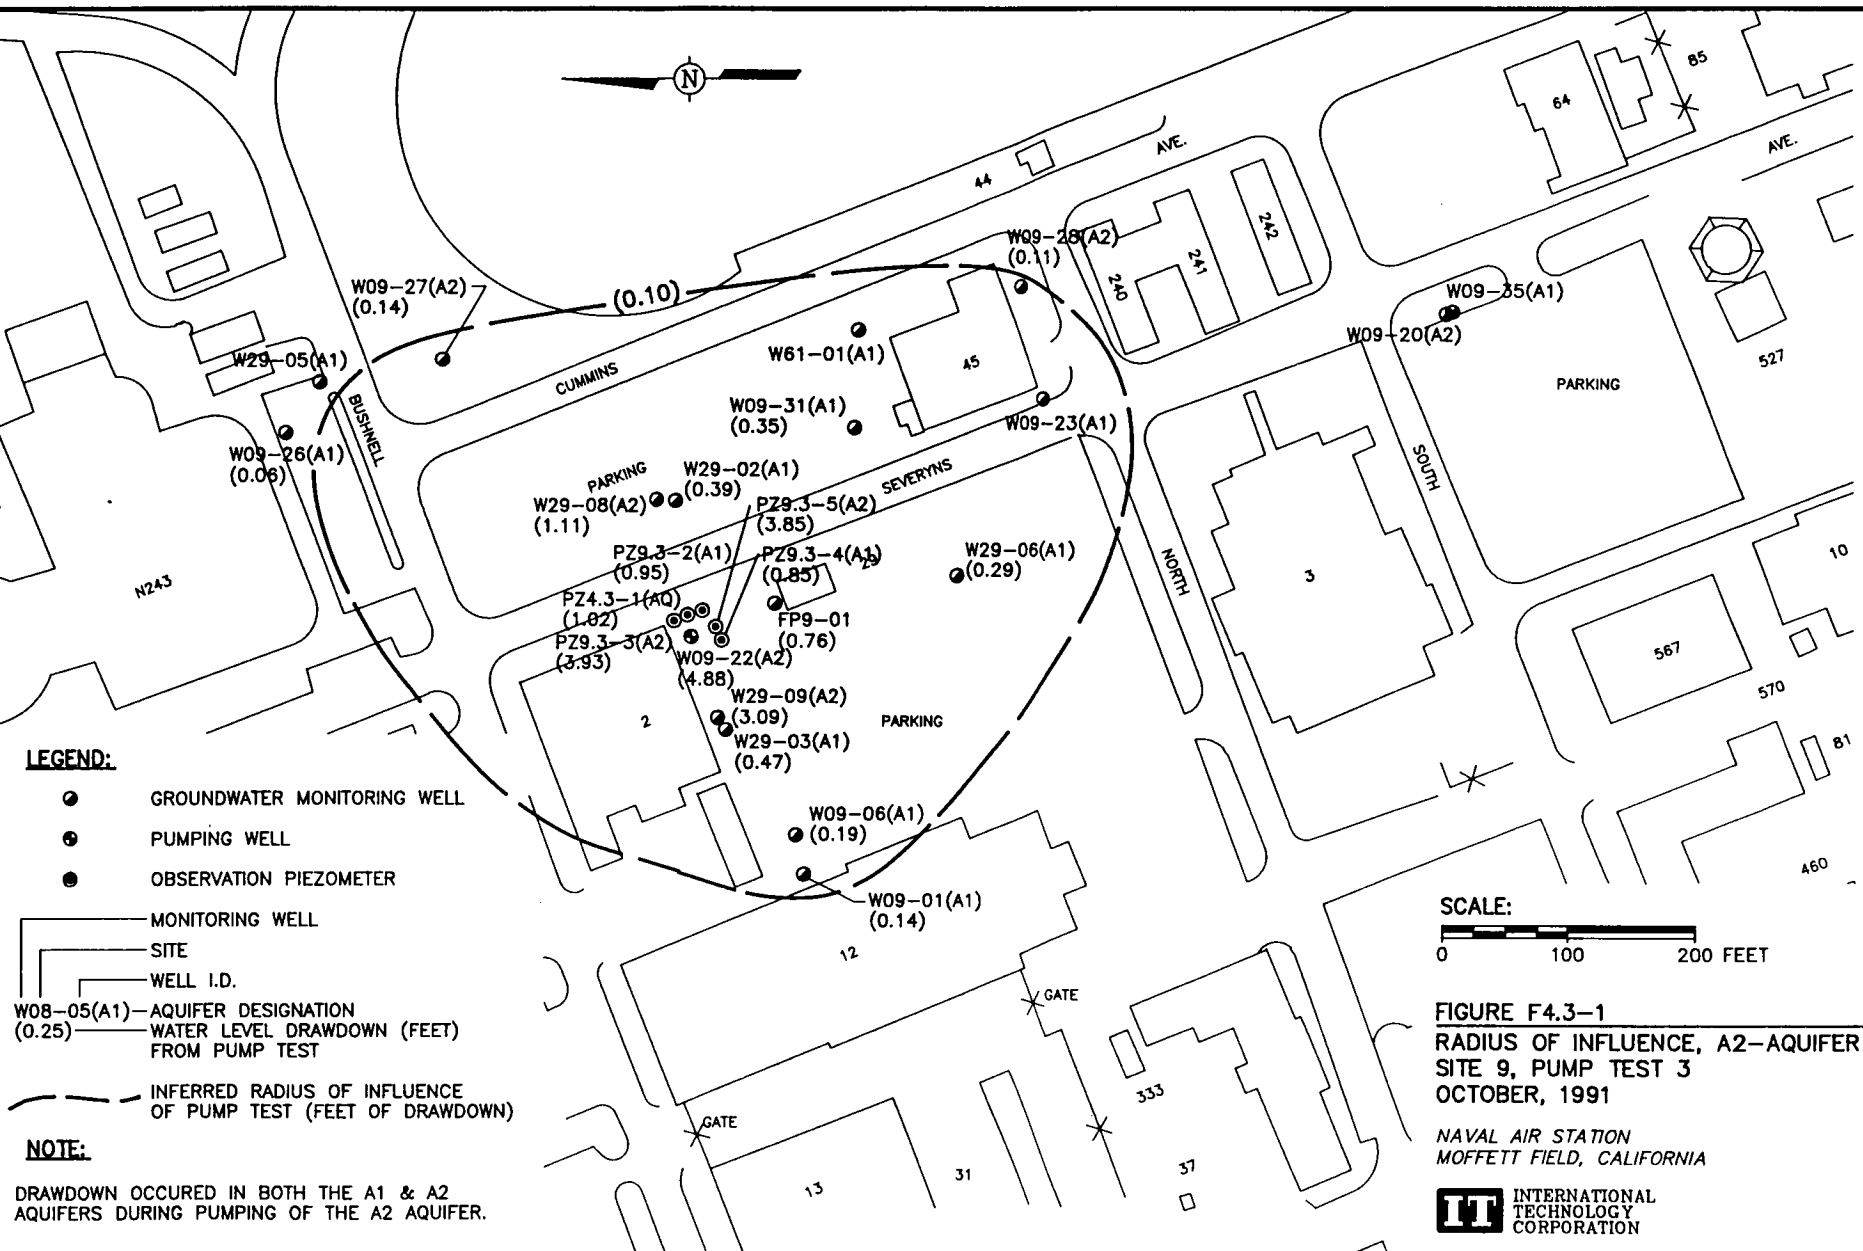 N
85
64
AVE.
AVE.
44
242
241
240
W09-28(A2)
(0.11)
W09-27(A2)
(0.14)
(0.10)
W09-35(A1)
W09-20(A2)
527
PARKING
W29-05(A1)
BUSHNELL
CUMMINS
W61-01(A1)
45
W09-31(A1)
(0.35)
W09-23(A1)
W09-26(A1)
(0.06)
SOUTH
PARKING
W29-02(A1)
(0.39)
SEVERYNS
W29-08(A2)
(1.11)
PZ9.3-5(A2)
(3.85)
PZ9.3-2(A1)
(0.95)
PZ9.3-4(A1)
(0.85)
29
W29-06(A1)
(0.29)
NORTH
3
10
N243
PZ4.3-1(AQ)
(1.02)
FP9-01
(0.76)
PZ9.3-3(A2)
(3.93)
W09-22(A2)
(4.88)
567
570
W29-09(A2)
(3.09)
2
PARKING
W29-03(A1)
(0.47)
81
W09-06(A1)
(0.19)
460
W09-01(A1)
(0.14)
12
GATE
GATE
333
13
31
37
LEGEND:
GROUNDWATER MONITORING WELL
PUMPING WELL
OBSERVATION PIEZOMETER
MONITORING WELL
SITE
WELL I.D.
W08-05(A1)
AQUIFER DESIGNATION
(0.25)
WATER LEVEL DRAWDOWN (FEET)
FROM PUMP TEST
INFERRED RADIUS OF INFLUENCE
OF PUMP TEST (FEET OF DRAWDOWN)
NOTE:
DRAWDOWN OCCURED IN BOTH THE A1 & A2
AQUIFERS DURING PUMPING OF THE A2 AQUIFER.
SCALE:
0 100 200 FEET
FIGURE F4.3-1
RADIUS OF INFLUENCE, A2-AQUIFER
SITE 9, PUMP TEST 3
OCTOBER, 1991
NAVAL AIR STATION
MOFFETT FIELD, CALIFORNIA
IT
INTERNATIONAL
TECHNOLOGY
CORPORATION